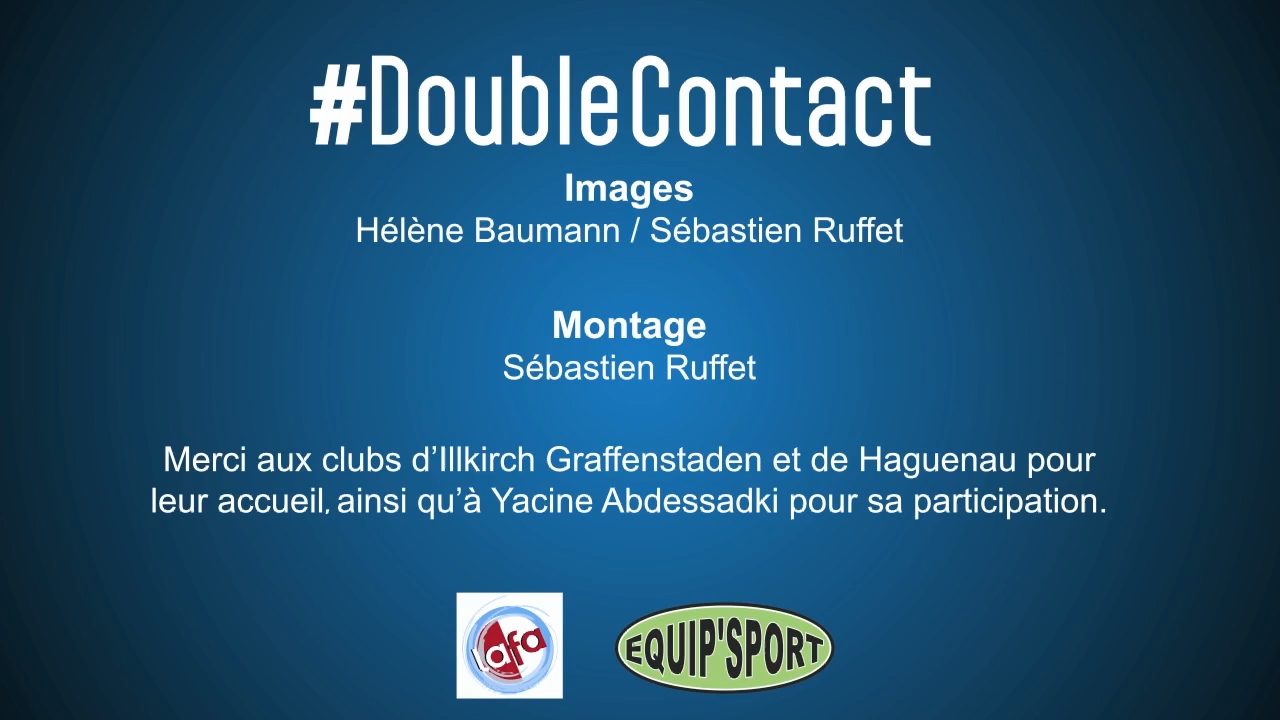 #DoubleContact
Images
Hélène Baumann / Sébastien Ruffet
Montage
Sébastien Ruffet
Merci aux clubs d’Illkirch Graffenstaden et de Haguenau pour
leur accueil, ainsi qu’à Yacine Abdessadki pour sa participation.
Lafa
EQUIP'SPORT